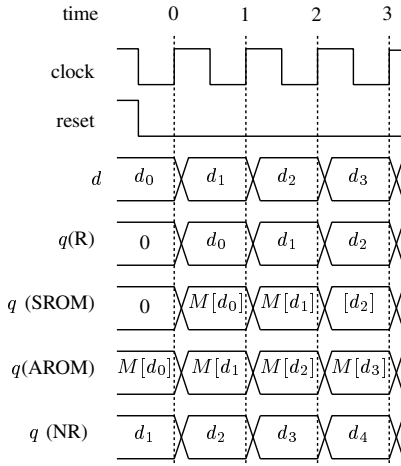 time 0 1 2 3
clock
reset
d d₀ d₁ d₂ d₃
q(R) 0 d₀ d₁ d₂
q (SROM) 0 M[d₀] M[d₁] [d₂]
q(AROM) M[d₀] M[d₁ M[d₂] M[d₃]
q (NR) d₁ d₂ d₃ d₄